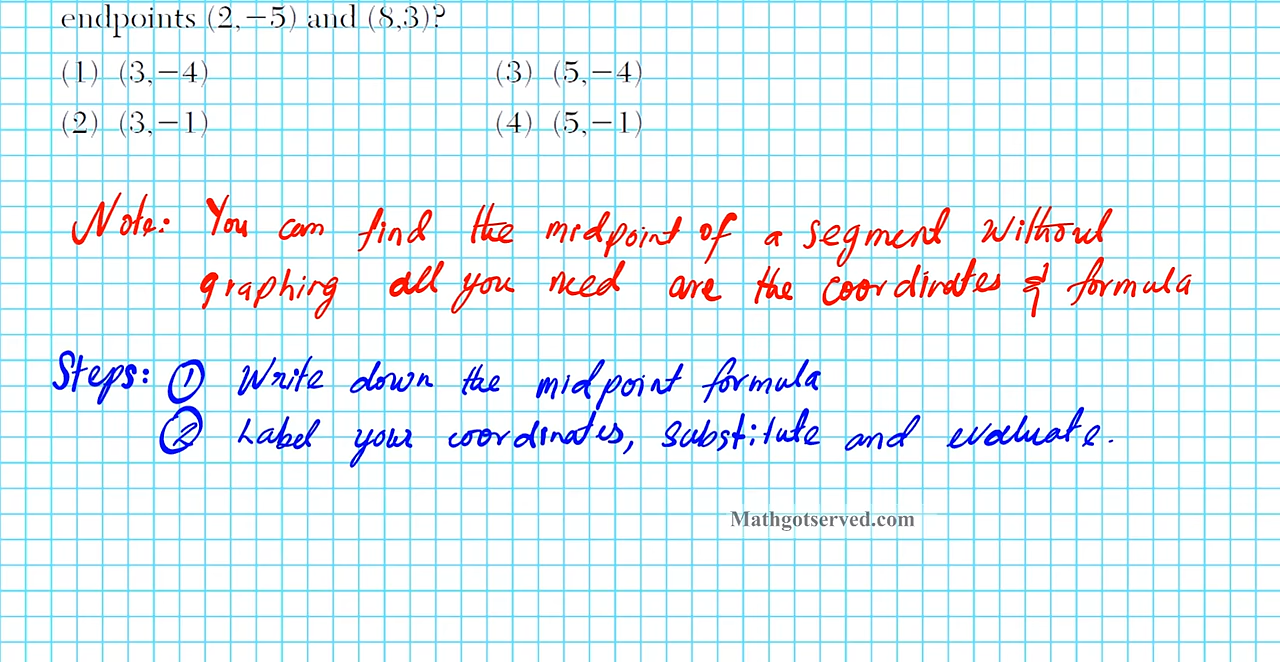 endpoints (2,−5) and (8,3)?
(1) (3,−4) (3) (5,−4)
(2) (3,−1) (4) (5,−1)
Note: You can find the midpoint of a segment without
graphing all you need are the coordinates & formula
Steps: ① Write down the midpoint formula
② Label your coordinates, substitute and evaluate.
Mathgotserved.com